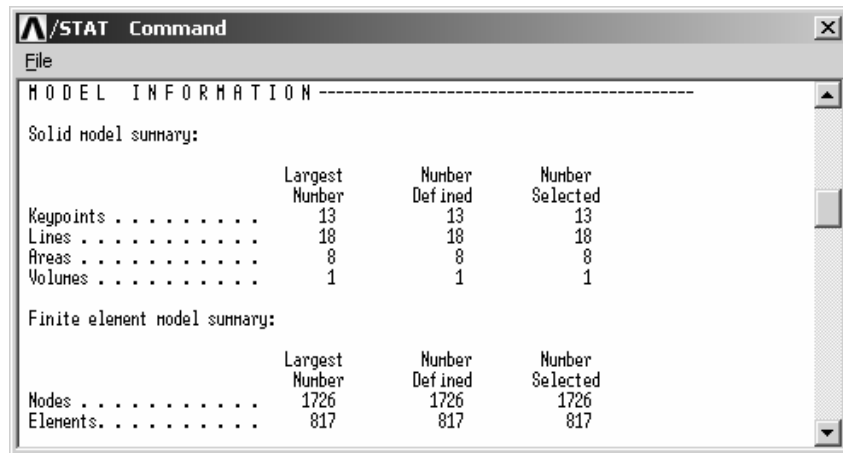 /STAT Command
File
MODEL INFORMATION-------------------------------------------
Solid model summary:
Largest Number Number
Number Defined Selected
Keypoints . . . . . . . . . 13 13 13
Lines . . . . . . . . . . . 18 18 18
Areas . . . . . . . . . . . 8 8 8
Volumes . . . . . . . . . . 1 1 1
Finite element model summary:
Largest Number Number
Number Defined Selected
Nodes . . . . . . . . . . . 1726 1726 1726
Elements. . . . . . . . . . 817 817 817